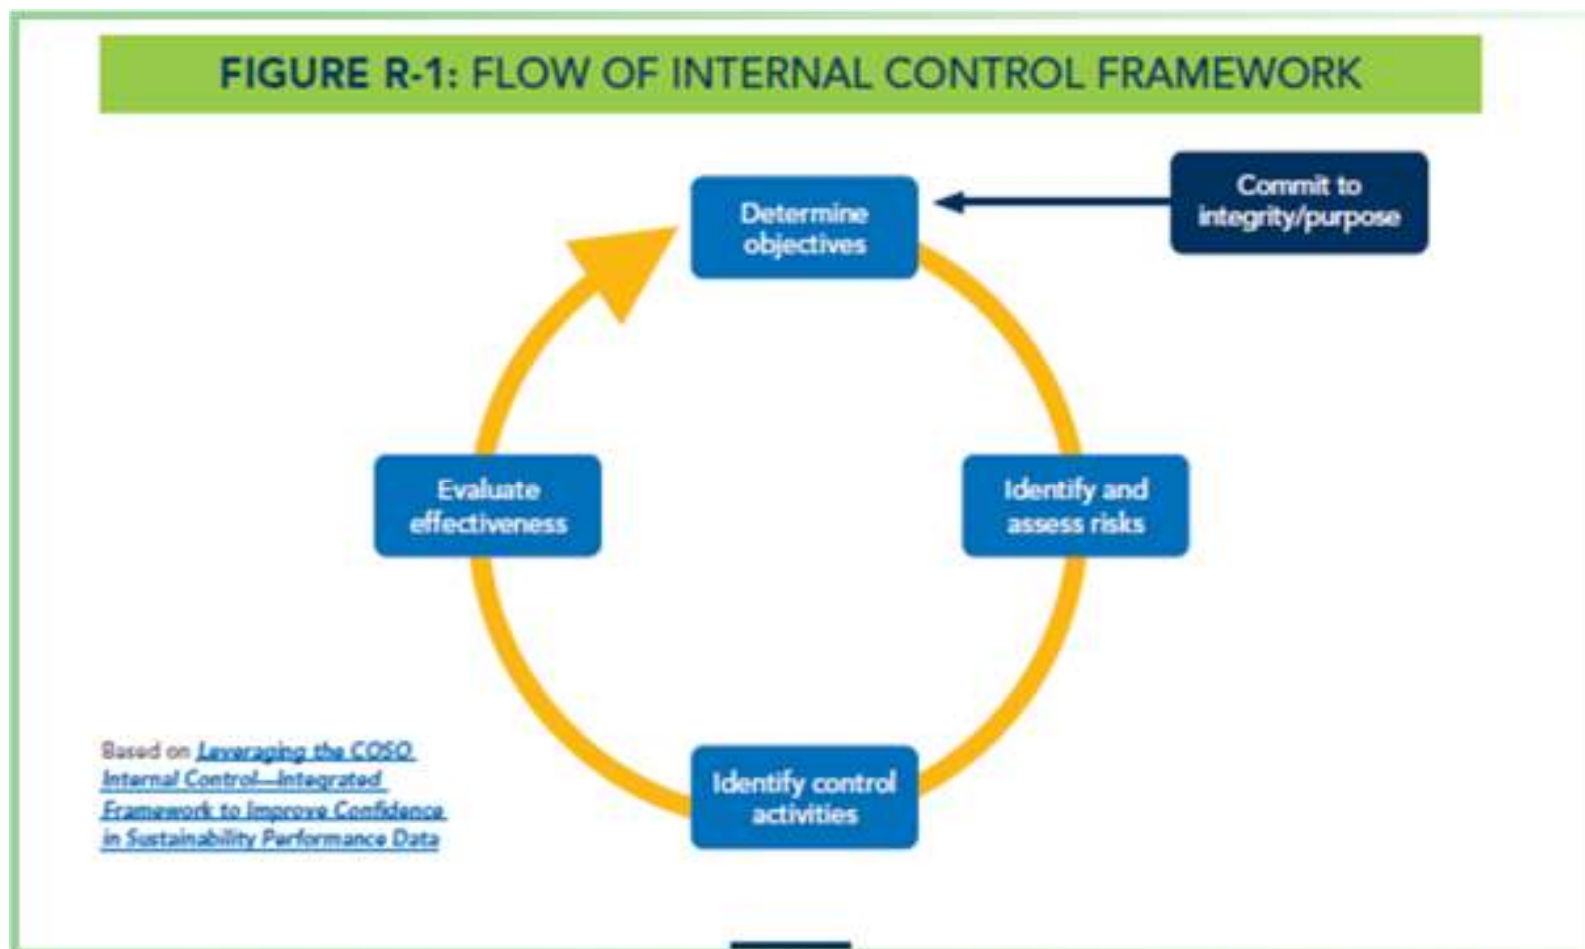 FIGURE R-1: FLOW OF INTERNAL CONTROL FRAMEWORK
Commit to
integrity/purpose
Determine
objectives
Identify and
assess risks
Identify control
activities
Evaluate
effectiveness
Based on Leveraging the COSO
Internal Control—Integrated
Framework to Improve Confidence
in Sustainability Performance Data